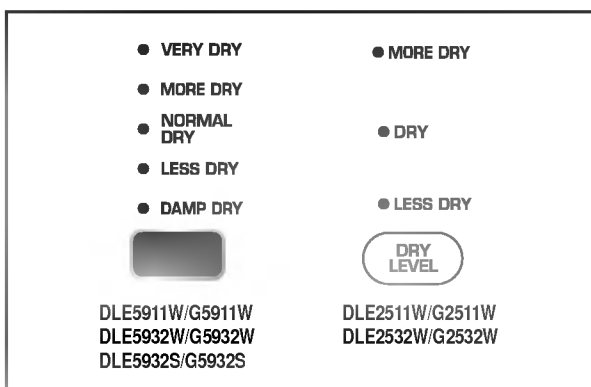 VERY DRY
MORE DRY
NORMAL
DRY
LESS DRY
DAMP DRY
DLE5911W/G5911W
DLE5932W/G5932W
DLE5932S/G5932S
MORE DRY
DRY
LESS DRY
DRY
LEVEL
DLE2511W/G2511W
DLE2532W/G2532W